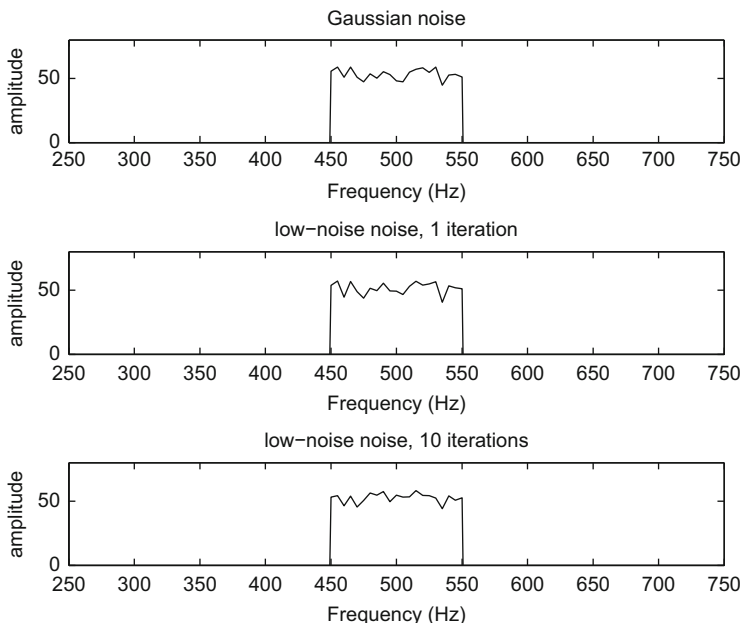 Gaussian noise
amplitude
50
0
250 300 350 400 450 500 550 600 650 700 750
Frequency (Hz)
low−noise noise, 1 iteration
amplitude
50
0
250 300 350 400 450 500 550 600 650 700 750
Frequency (Hz)
low−noise noise, 10 iterations
amplitude
50
0
250 300 350 400 450 500 550 600 650 700 750
Frequency (Hz)